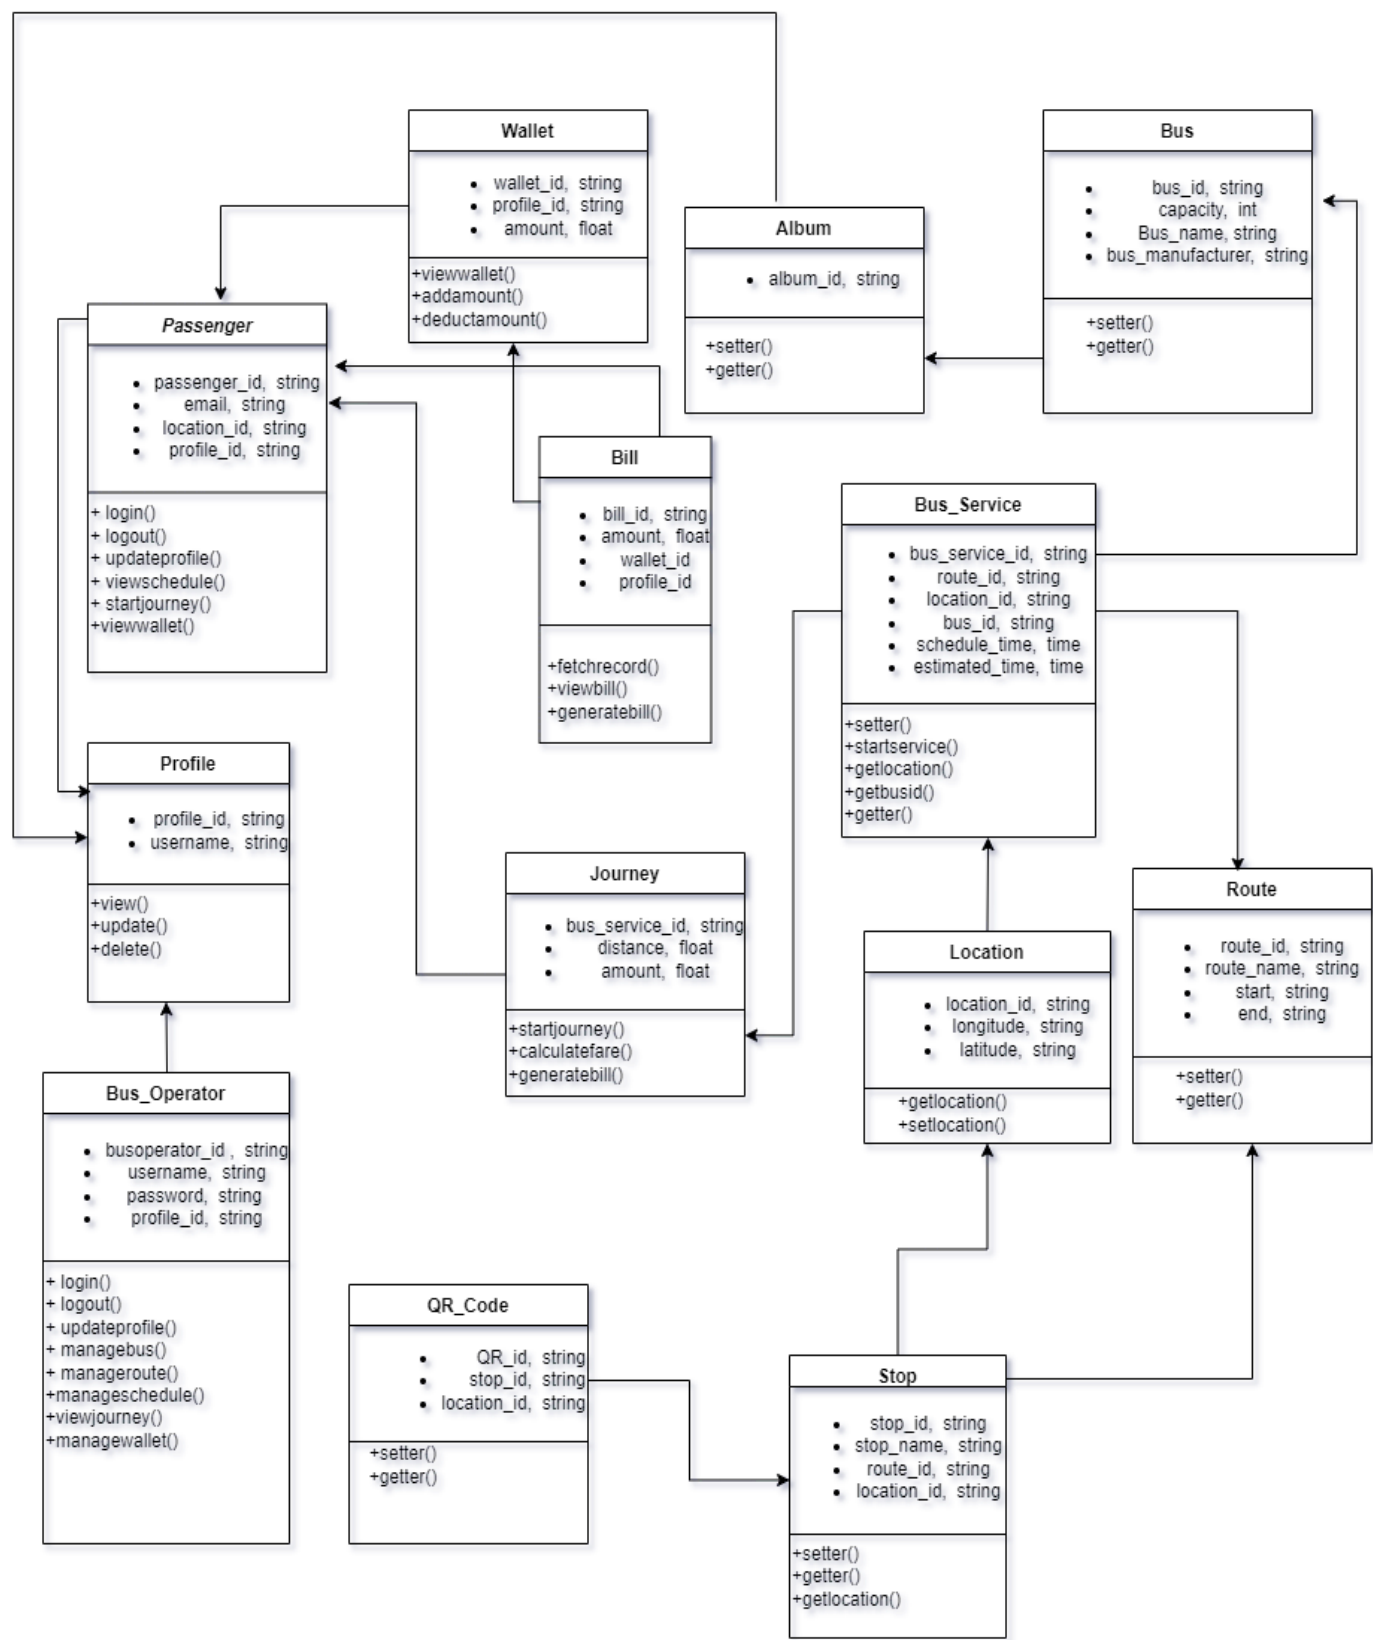 Wallet
wallet_id, string
profile_id, string
amount, float
+viewwallet()
+addamount()
+deductamount()
Bus
bus_id, string
capacity, int
Bus_name, string
bus_manufacturer, string
+setter()
+getter()
Album
album_id, string
+setter()
+getter()
Passenger
passenger_id, string
email, string
location_id, string
profile_id, string
+ login()
+ logout()
+ updateprofile()
+ viewschedule()
+ startjourney()
+viewwallet()
Bill
bill_id, string
amount, float
wallet_id
profile_id
+fetchrecord()
+viewbill()
+generatebill()
Bus_Service
bus_service_id, string
route_id, string
location_id, string
bus_id, string
schedule_time, time
estimated_time, time
+setter()
+startservice()
+getlocation()
+getbusid()
+getter()
Profile
profile_id, string
username, string
+view()
+update()
+delete()
Journey
bus_service_id, string
distance, float
amount, float
+startjourney()
+calculatefare()
+generatebill()
Location
location_id, string
longitude, string
latitude, string
+getlocation()
+setlocation()
Route
route_id, string
route_name, string
start, string
end, string
+setter()
+getter()
Bus_Operator
busoperator_id , string
username, string
password, string
profile_id, string
+ login()
+ logout()
+ updateprofile()
+ managebus()
+ manageroute()
+manageschedule()
+viewjourney()
+managewallet()
QR_Code
QR_id, string
stop_id, string
location_id, string
+setter()
+getter()
Stop
stop_id, string
stop_name, string
route_id, string
location_id, string
+setter()
+getter()
+getlocation()